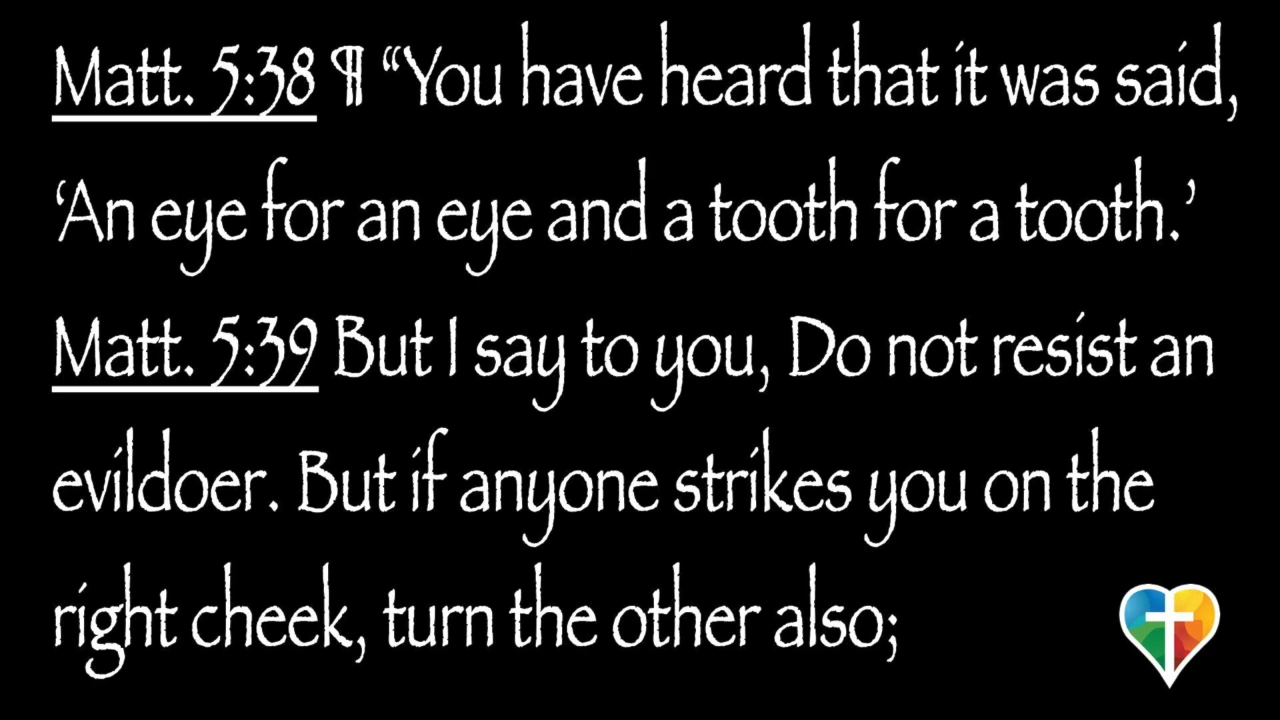 Matt. 5:38 ¶ “You have heard that it was said,
‘An eye for an eye and a tooth for a tooth.’
Matt. 5:39 But I say to you, Do not resist an
evildoer. But if anyone strikes you on the
right cheek, turn the other also;